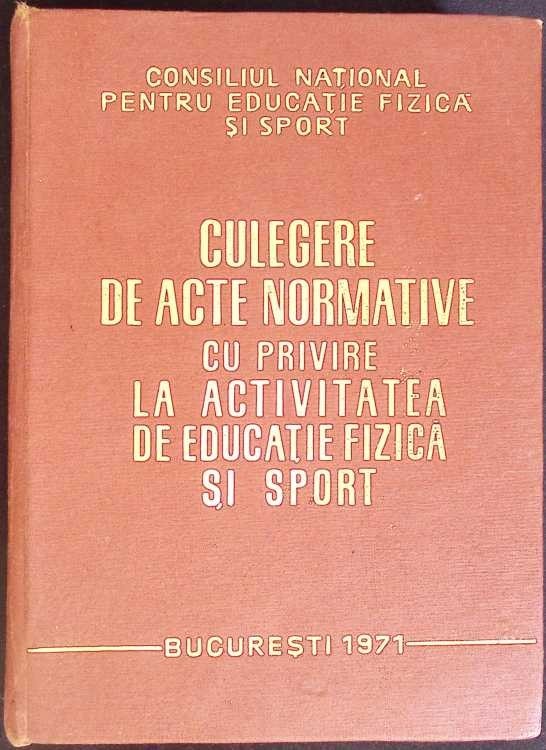 CONSILIUL NAȚIONAL
PENTRU EDUCAȚIE FIZICĂ
ȘI SPORT
CULEGERE
DE ACTE NORMATIVE
CU PRIVIRE
LA ACTIVITATEA
DE EDUCAȚIE FIZICĂ
ȘI SPORT
BUCUREȘTI 1971